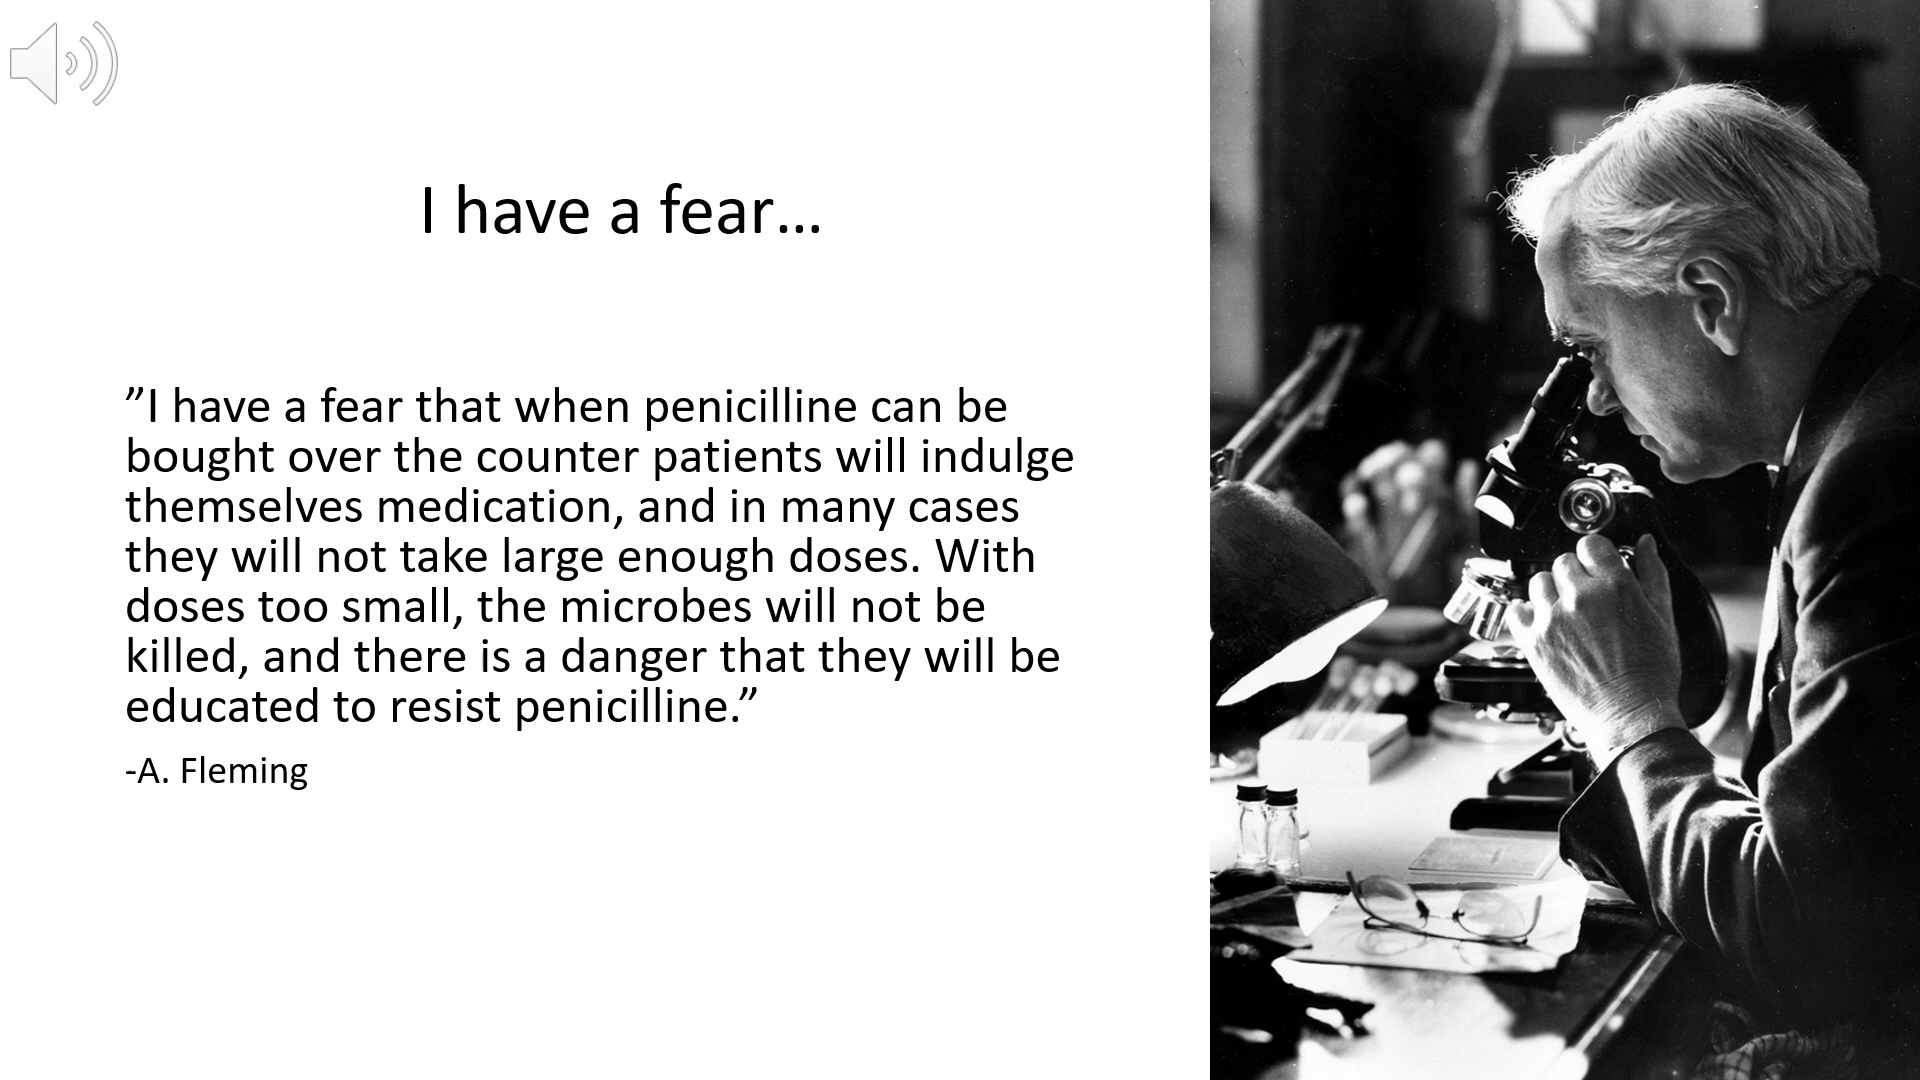 I have a fear…
”I have a fear that when penicilline can be
bought over the counter patients will indulge
themselves medication, and in many cases
they will not take large enough doses. With
doses too small, the microbes will not be
killed, and there is a danger that they will be
educated to resist penicilline.”
-A. Fleming